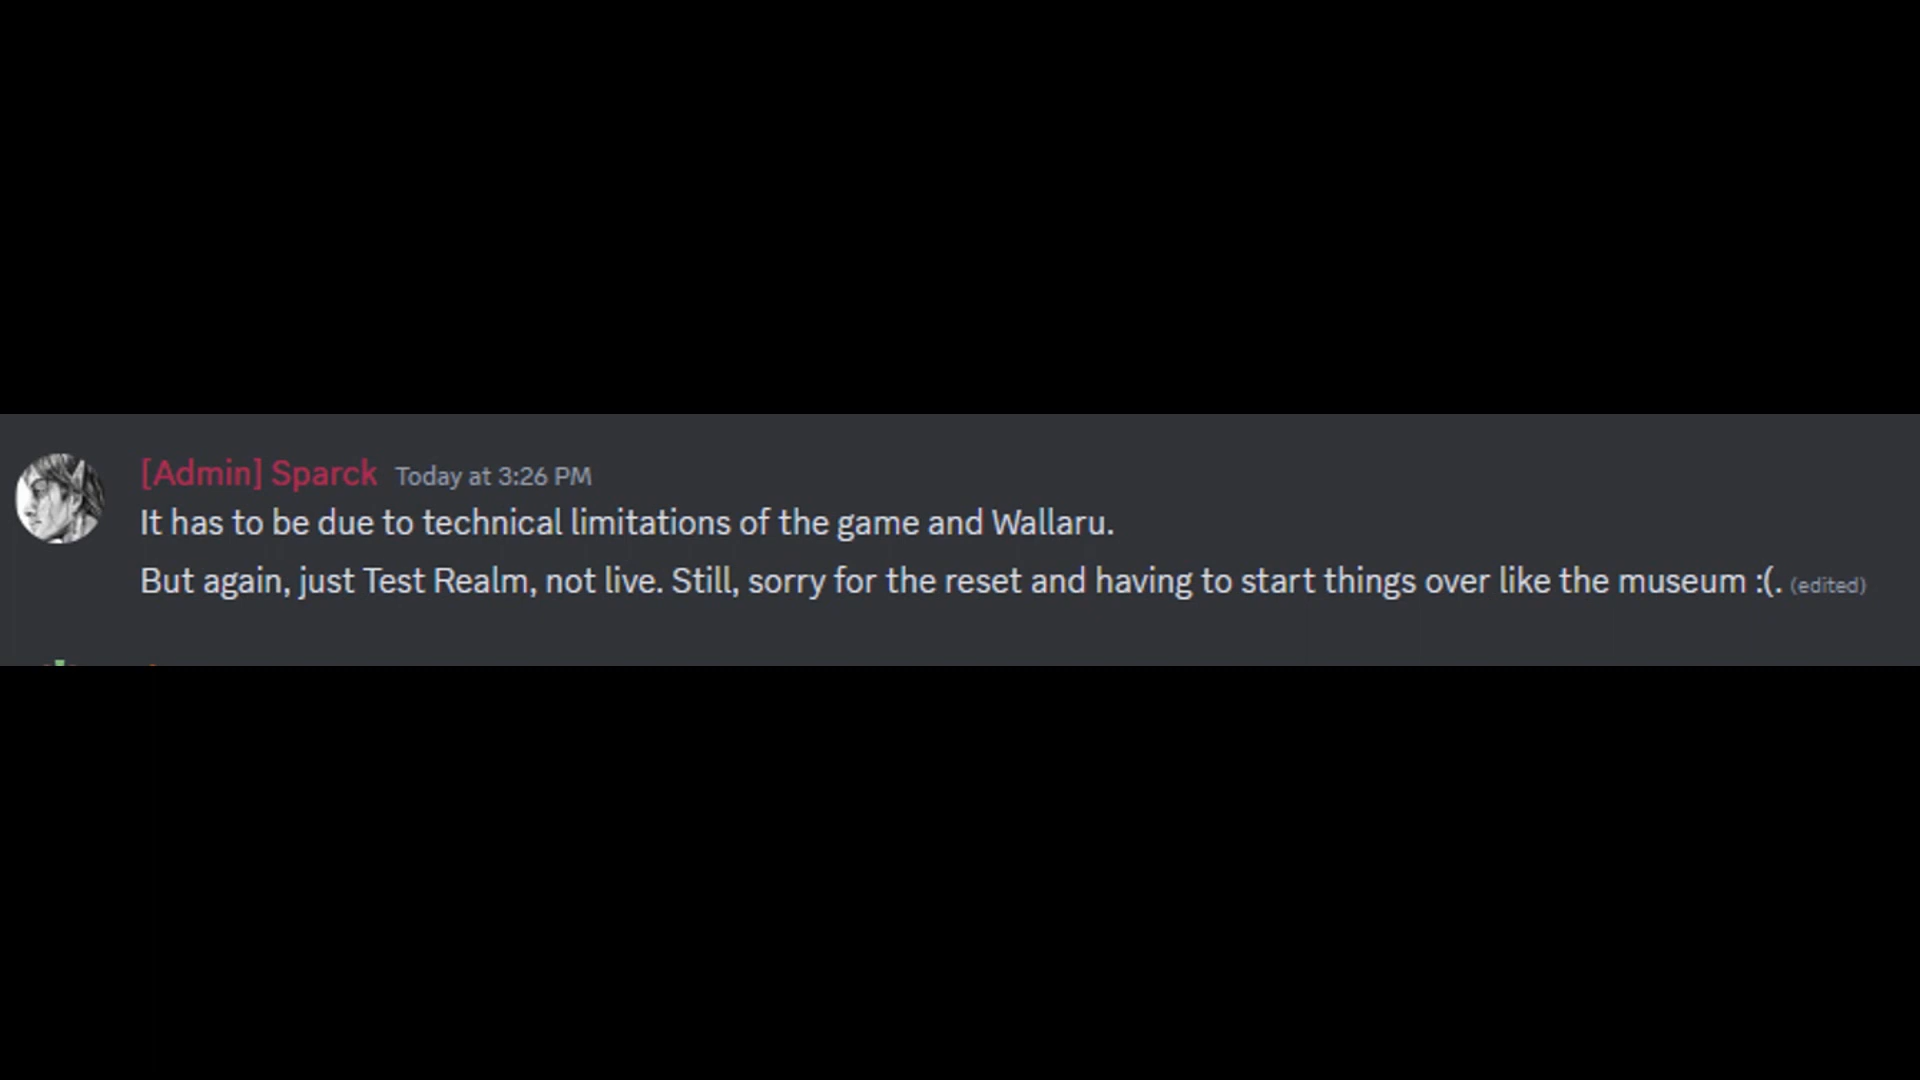 [Admin] Sparck Today at 3:26 PM
It has to be due to technical limitations of the game and Wallaru.
But again, just Test Realm, not live. Still, sorry for the reset and having to start things over like the museum :(. (edited)